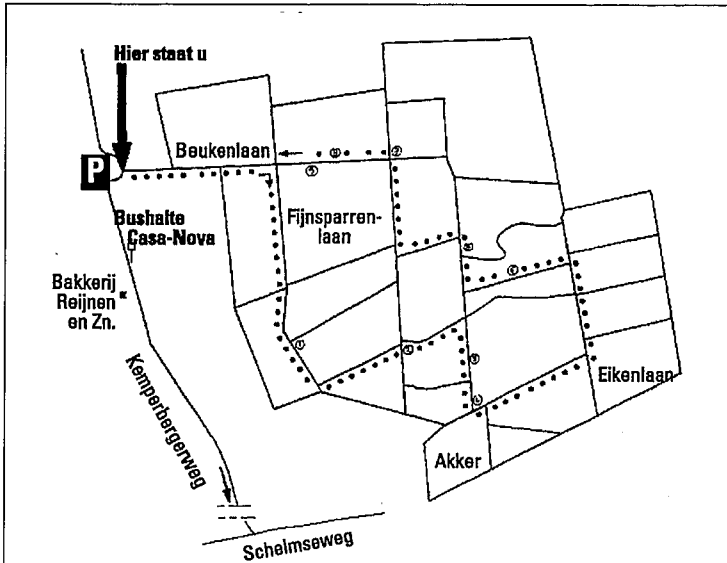 Hier staat u
P
Beukenlaan
Bushalte
Casa-Nova
Fijnsparren-
laan
Bakkerij
Reijnen
en Zn.
Kemperbergerweg
Eikenlaan
Akker
Schelmseweg